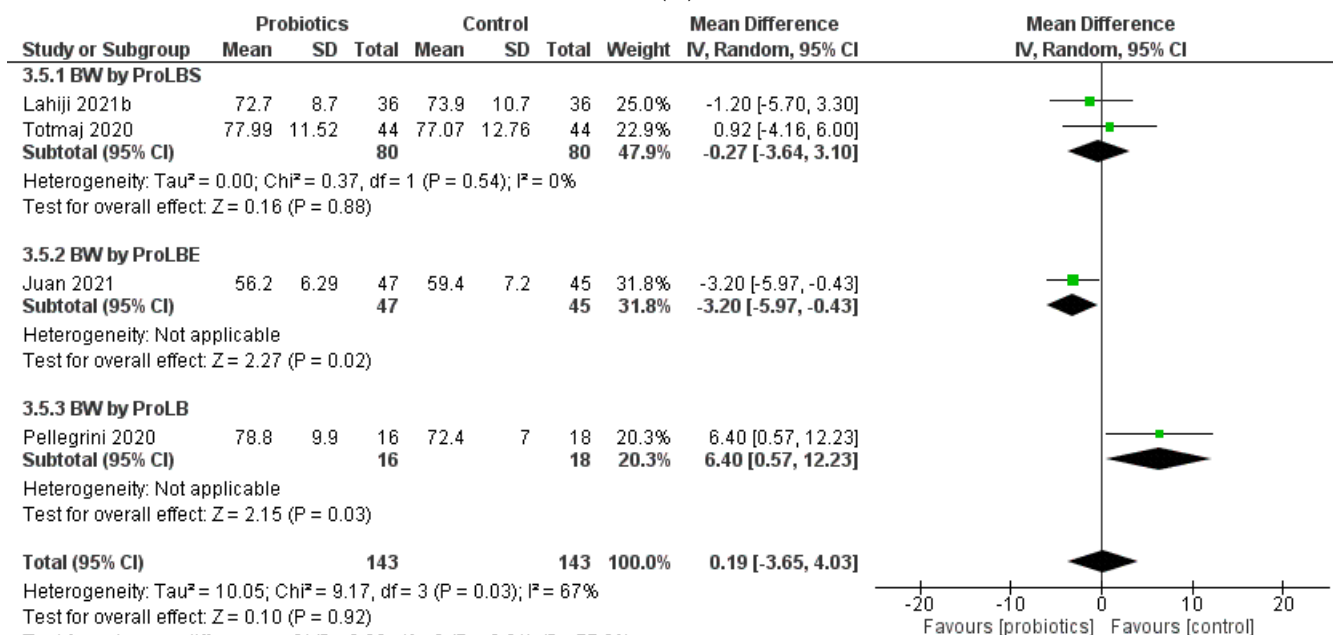 Probiotics Control Mean Difference Mean Difference
Study or Subgroup Mean SD Total Mean SD Total Weight IV, Random, 95% CI IV, Random, 95% CI
3.5.1 BW by ProLBS
Lahiji 2021b 72.7 8.7 36 73.9 10.7 36 25.0% -1.20 [-5.70, 3.30]
Totmaj 2020 77.99 11.52 44 77.07 12.76 44 22.9% 0.92 [-4.16, 6.00]
Subtotal (95% CI) 80 80 47.9% -0.27 [-3.64, 3.10]
Heterogeneity: Tau² = 0.00; Chi² = 0.37, df = 1 (P = 0.54); I² = 0%
Test for overall effect: Z = 0.16 (P = 0.88)
3.5.2 BW by ProLBE
Juan 2021 56.2 6.29 47 59.4 7.2 45 31.8% -3.20 [-5.97, -0.43]
Subtotal (95% CI) 47 45 31.8% -3.20 [-5.97, -0.43]
Heterogeneity: Not applicable
Test for overall effect: Z = 2.27 (P = 0.02)
3.5.3 BW by ProLB
Pellegrini 2020 78.8 9.9 16 72.4 7 18 20.3% 6.40 [0.57, 12.23]
Subtotal (95% CI) 16 18 20.3% 6.40 [0.57, 12.23]
Heterogeneity: Not applicable
Test for overall effect: Z = 2.15 (P = 0.03)
Total (95% CI) 143 143 100.0% 0.19 [-3.65, 4.03]
Heterogeneity: Tau² = 10.05; Chi² = 9.17, df = 3 (P = 0.03); I² = 67%
Test for overall effect: Z = 0.10 (P = 0.92)
-20 -10 0 10 20
Favours [probiotics] Favours [control]